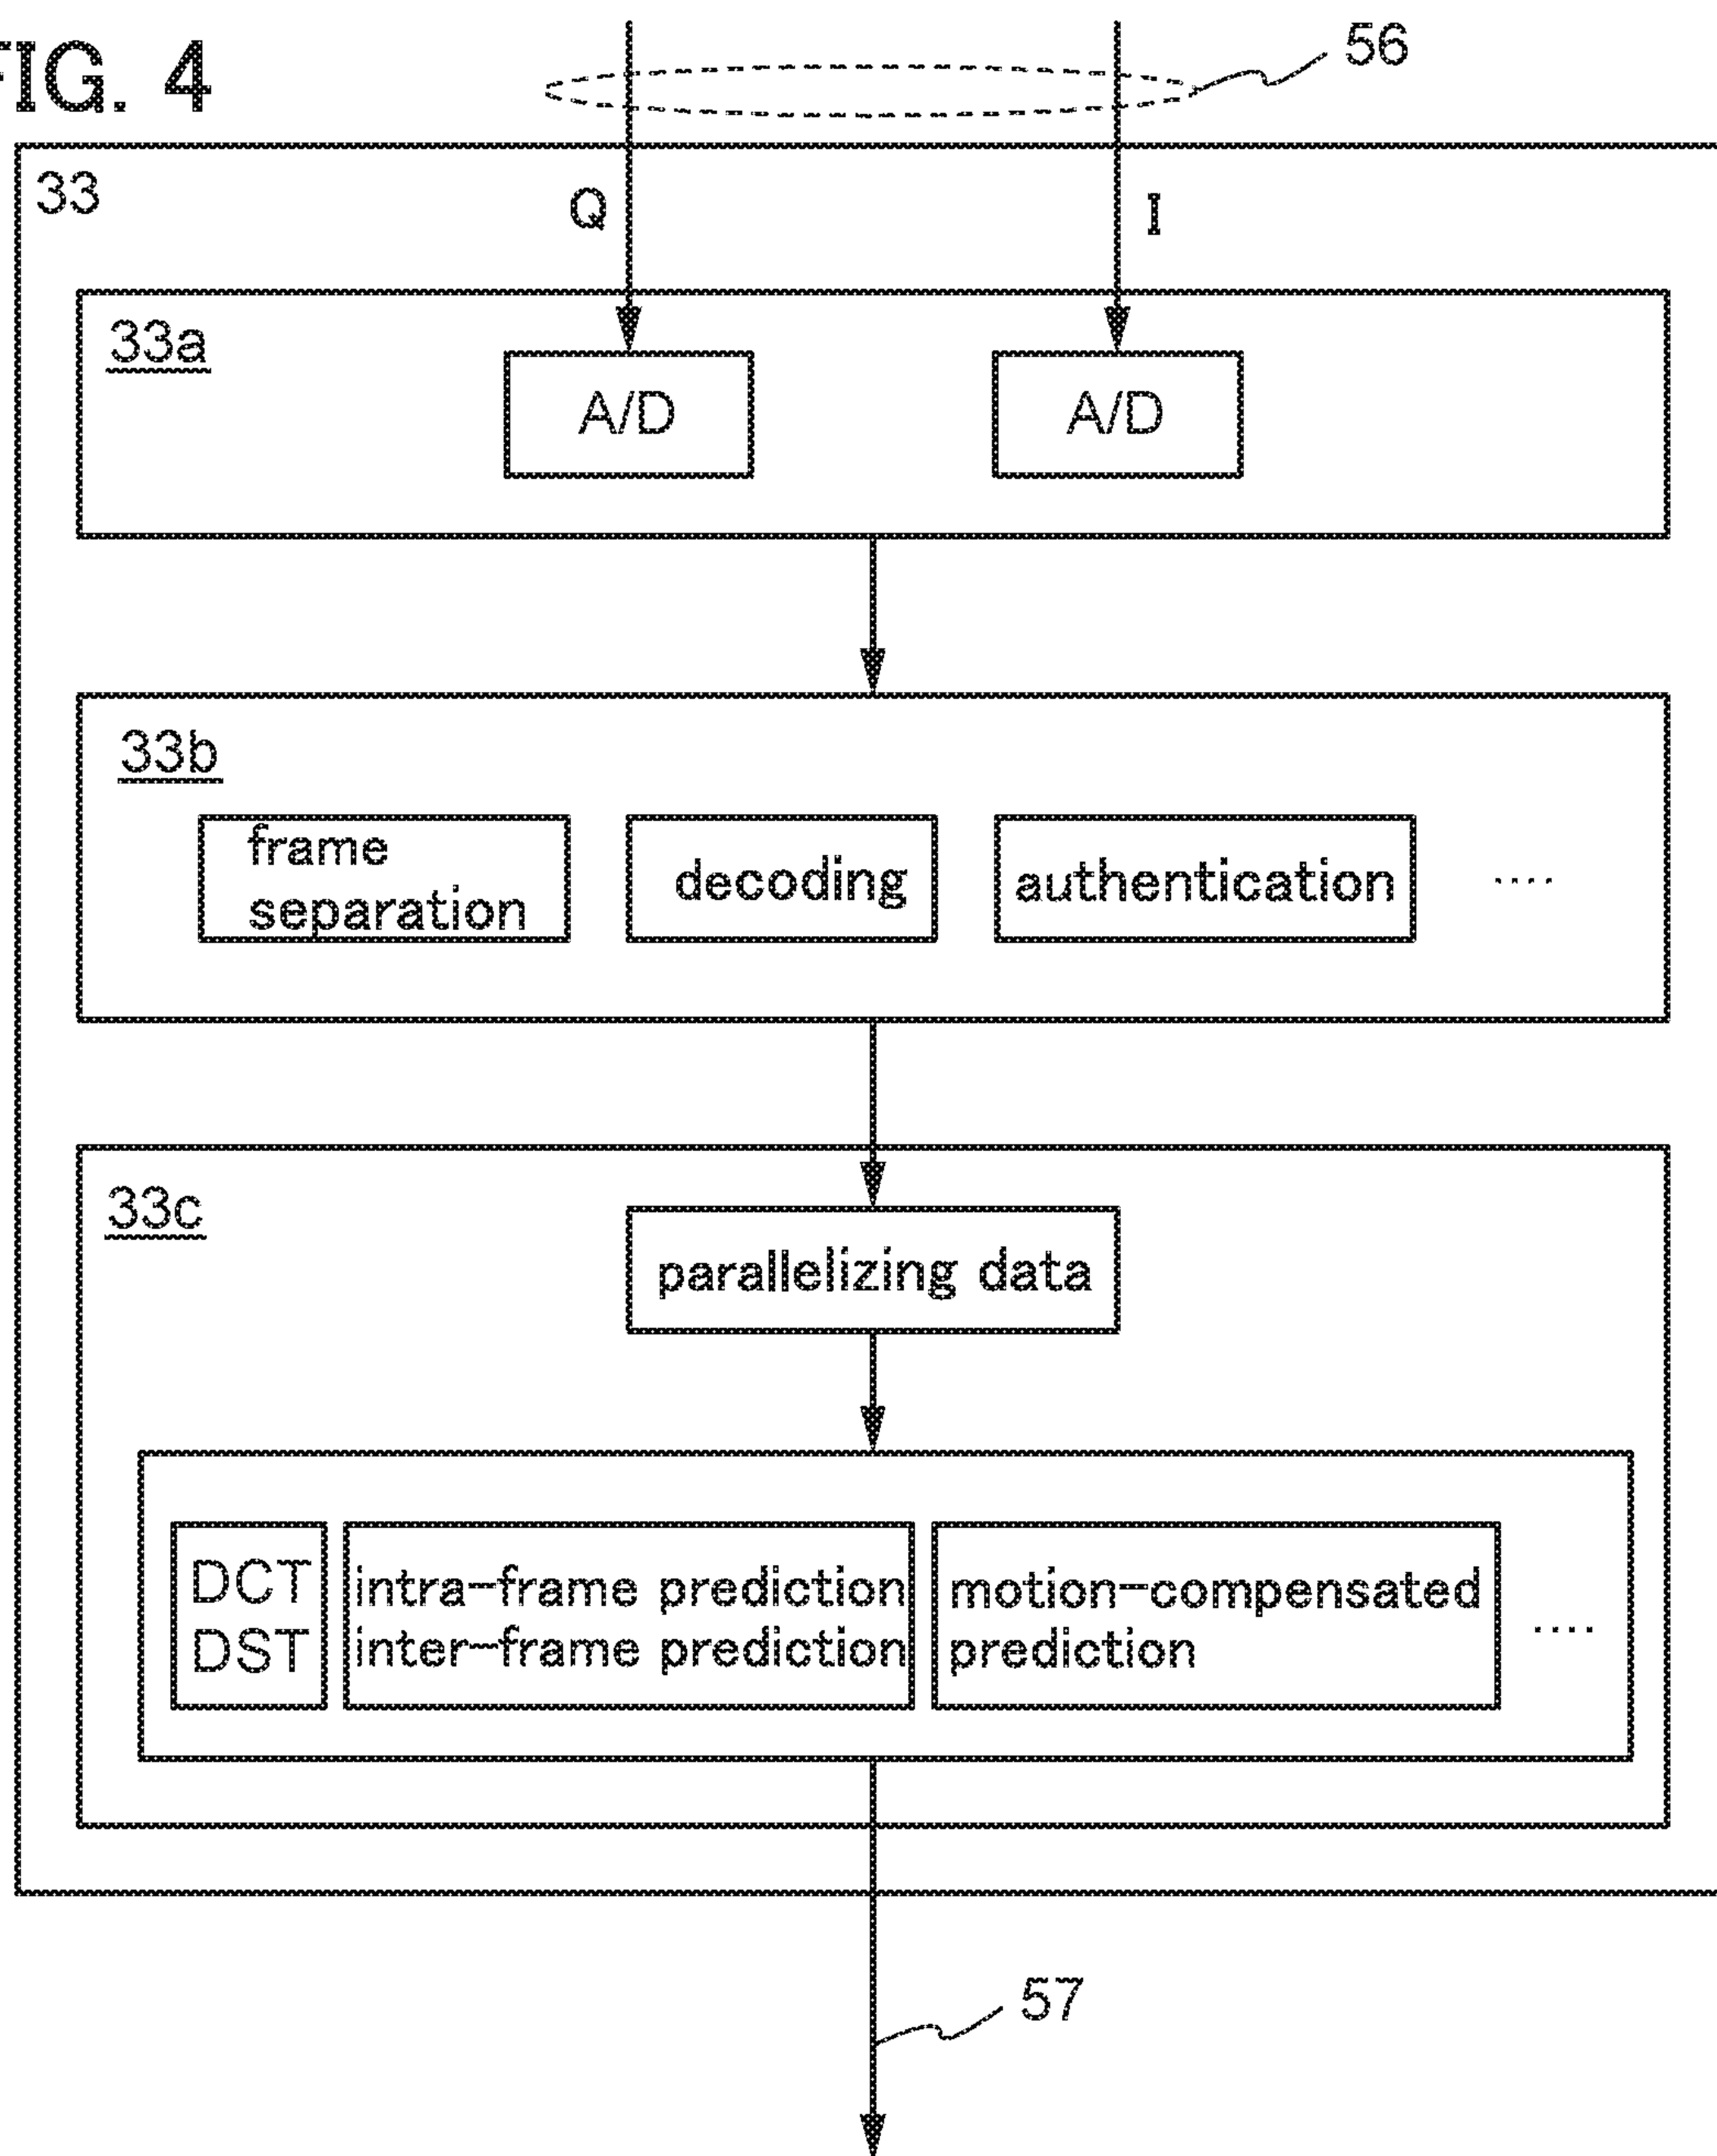 FIG. 4
56
33
Q
I
33a
A/D
A/D
33b
frame
separation
decoding
authentication
....
33c
parallelizing data
DCT
DST
intra-frame prediction
inter-frame prediction
motion-compensated
prediction
....
57